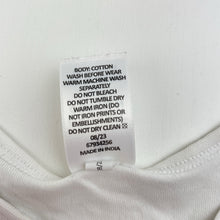 BODY: COTTON
WASH BEFORE WEAR
WARM MACHINE WASH
SEPARATELY
DO NOT BLEACH
DO NOT TUMBLE DRY
WARM IRON (DO
NOT IRON PRINTS OR
EMBELLISHMENTS)
DO NOT DRY CLEAN
08/23
67934256
MADE IN INDIA